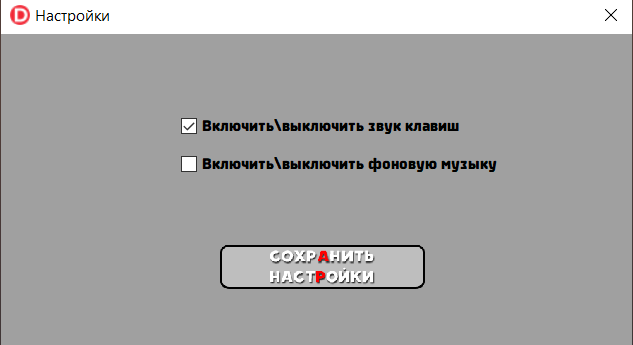 D Настройки
Включить\выключить звук клавиш
Включить\выключить фоновую музыку
СОХРАНИТЬ
НАСТРОЙКИ